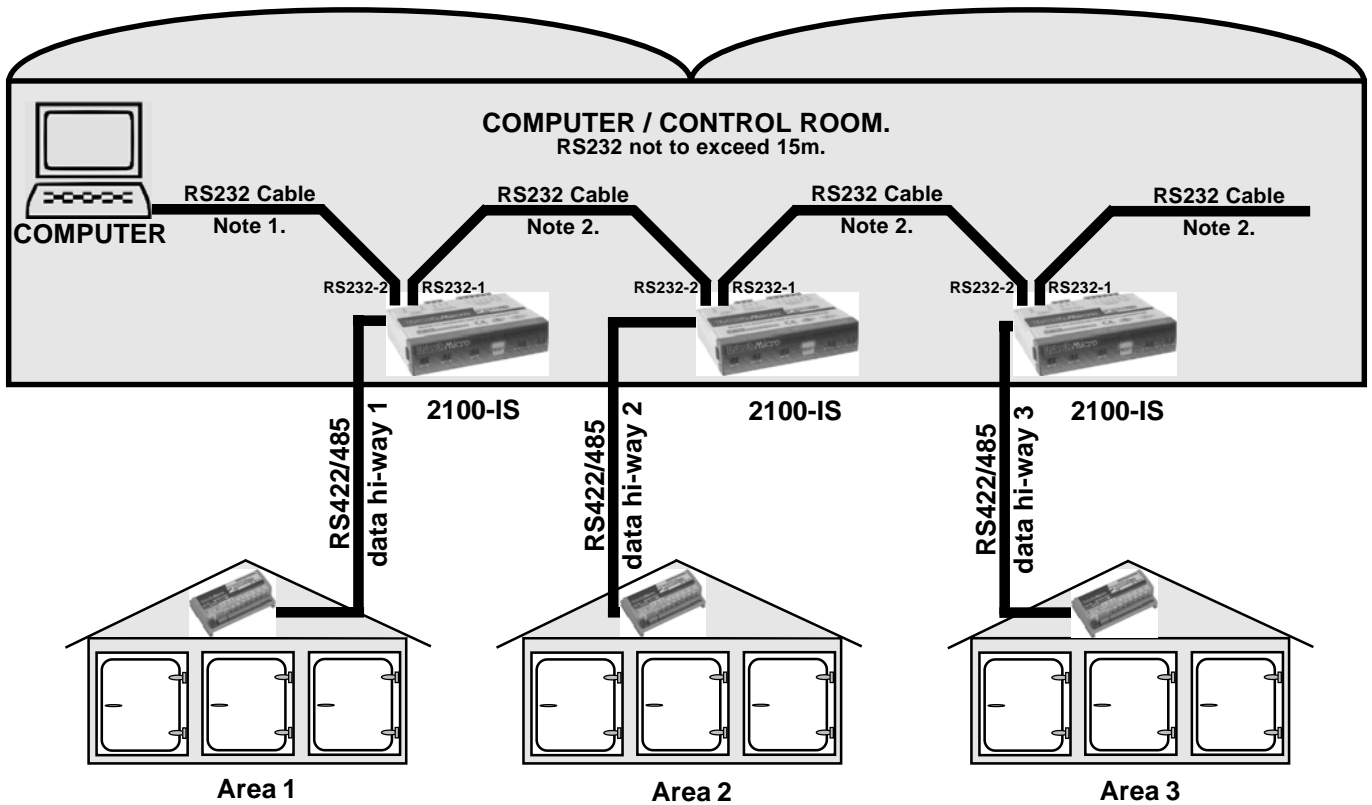 COMPUTER / CONTROL ROOM.
RS232 not to exceed 15m.
COMPUTER
RS232 Cable
Note 1.
RS232 Cable
Note 2.
RS232 Cable
Note 2.
RS232 Cable
Note 2.
RS232-2
RS232-1
RS232-2
RS232-1
RS232-2
RS232-1
2100-IS
2100-IS
2100-IS
RS422/485
data hi-way 1
RS422/485
data hi-way 2
RS422/485
data hi-way 3
Area 1
Area 2
Area 3